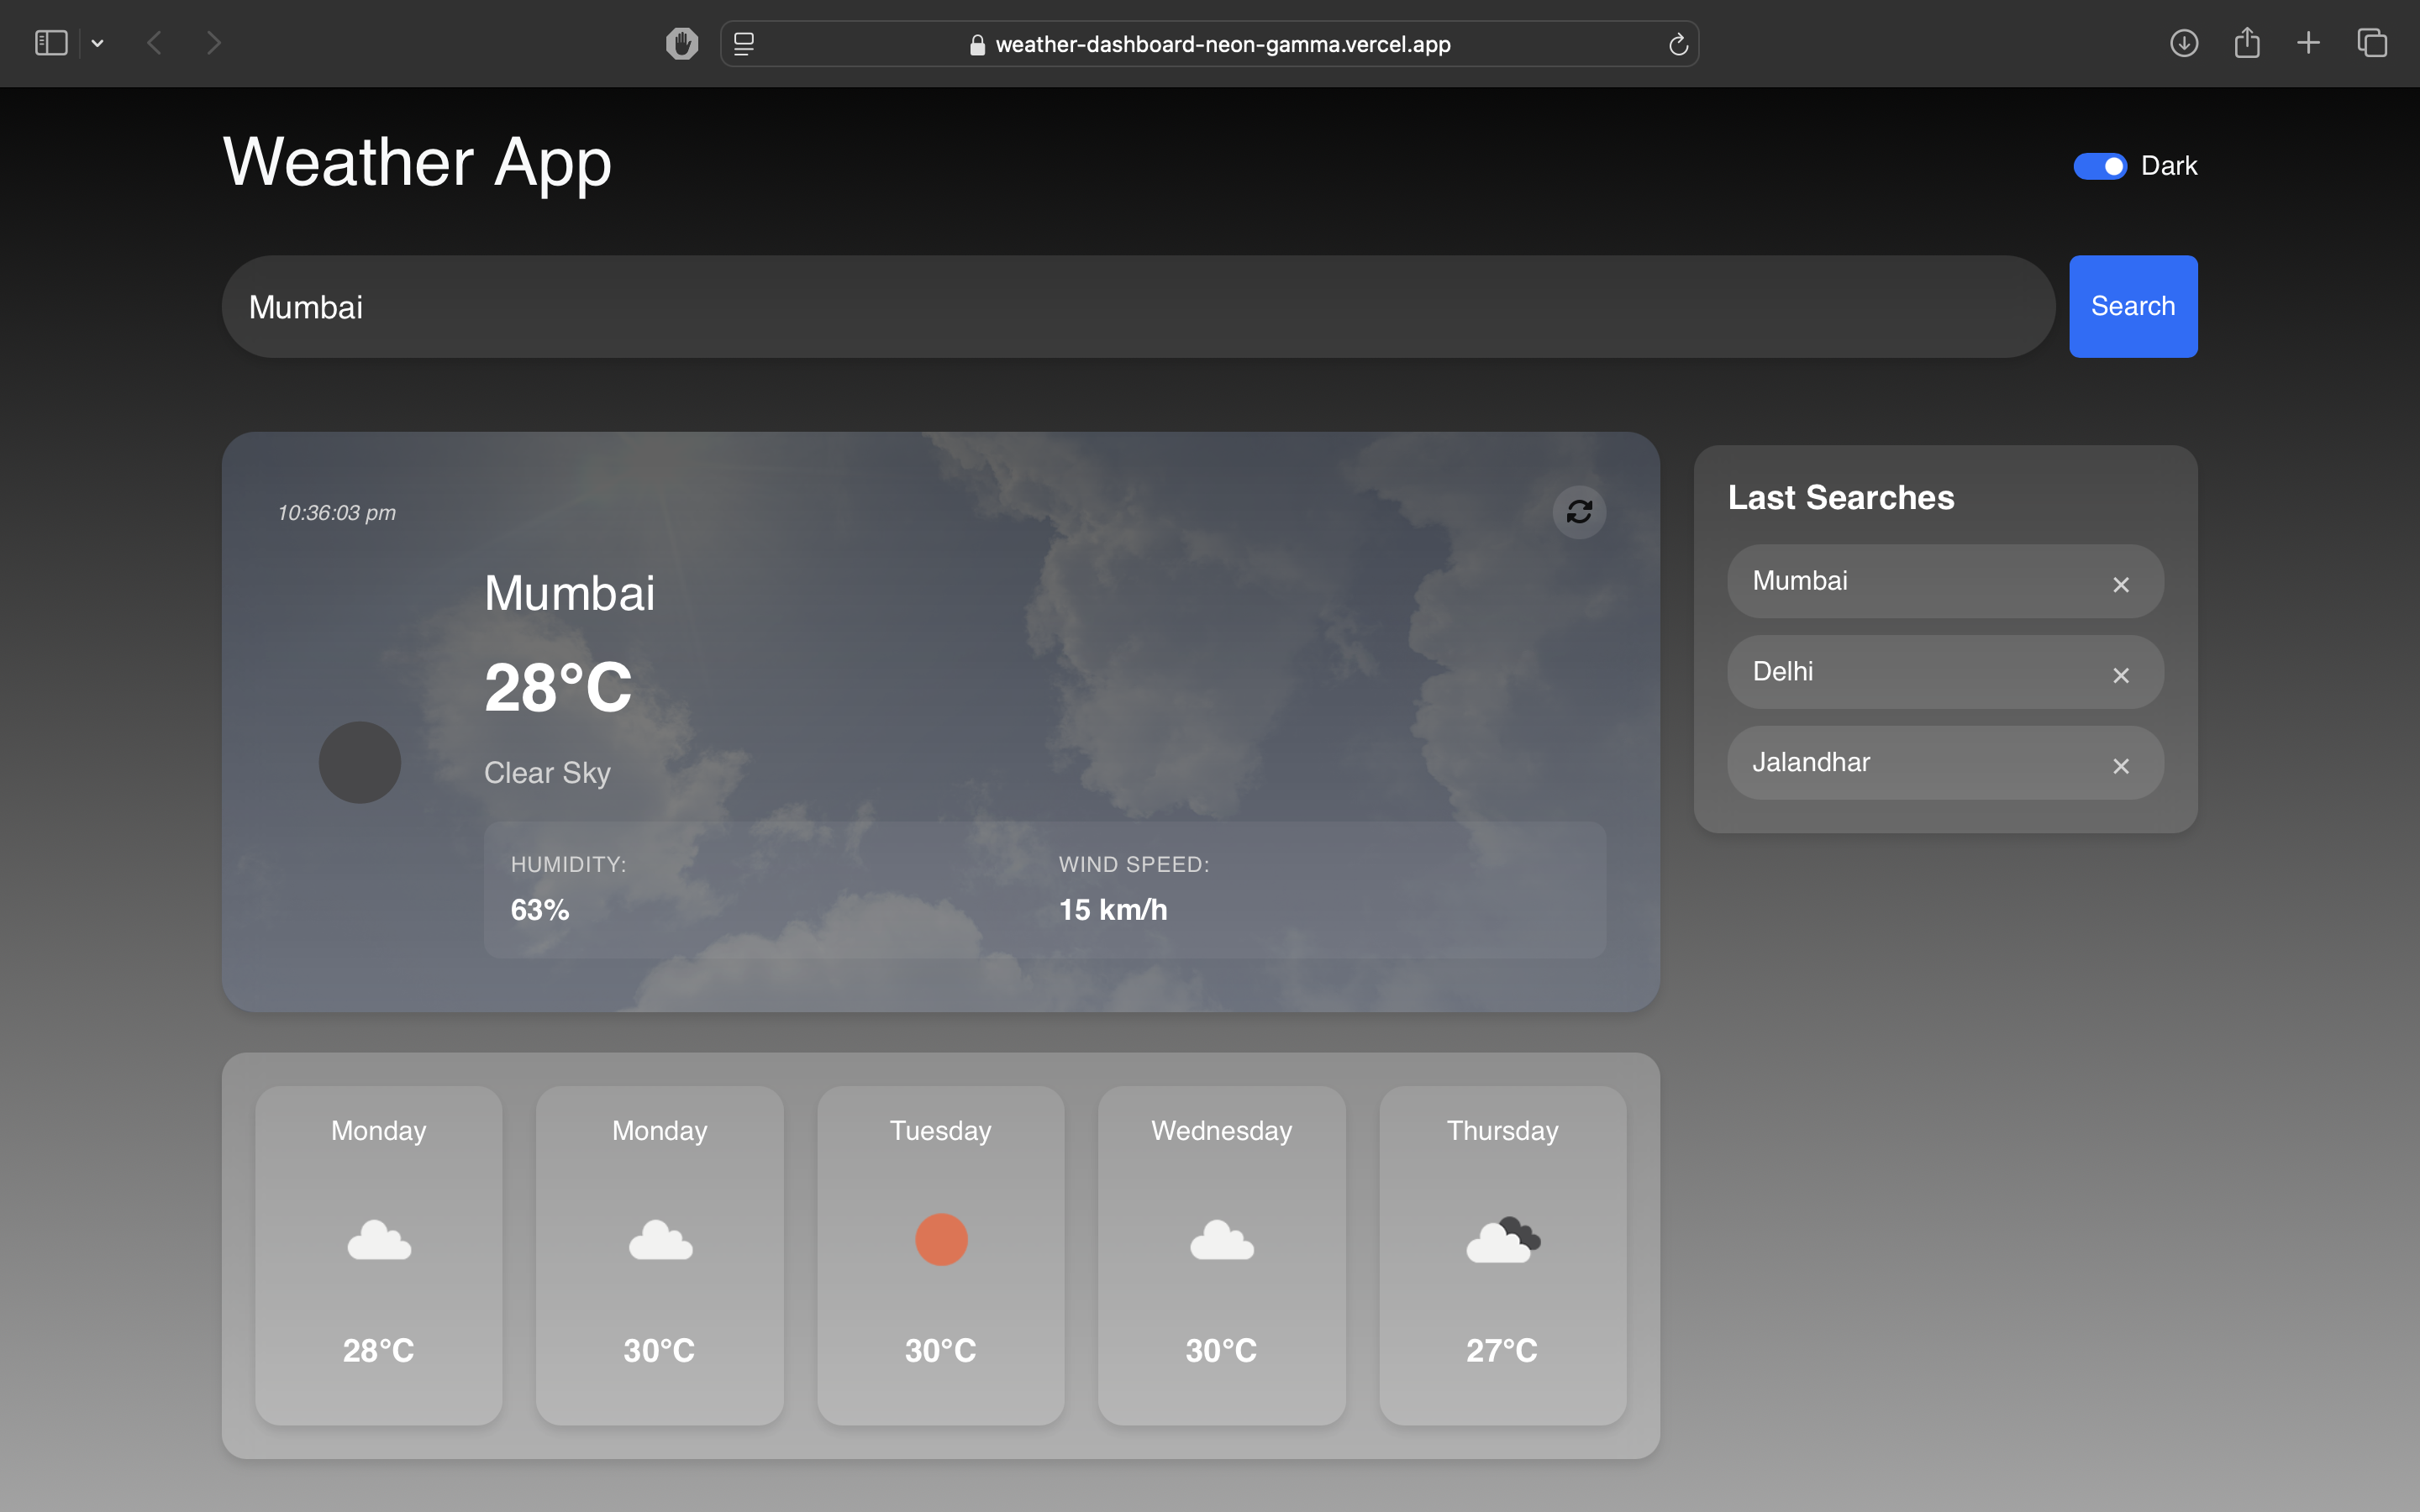 weather-dashboard-neon-gamma.vercel.app
Weather App
Dark
Mumbai
Search
10:36:03 pm
Mumbai
28°C
Clear Sky
HUMIDITY:
63%
WIND SPEED:
15 km/h
Last Searches
Mumbai
Delhi
Jalandhar
Monday
28°C
Monday
30°C
Tuesday
30°C
Wednesday
30°C
Thursday
27°C